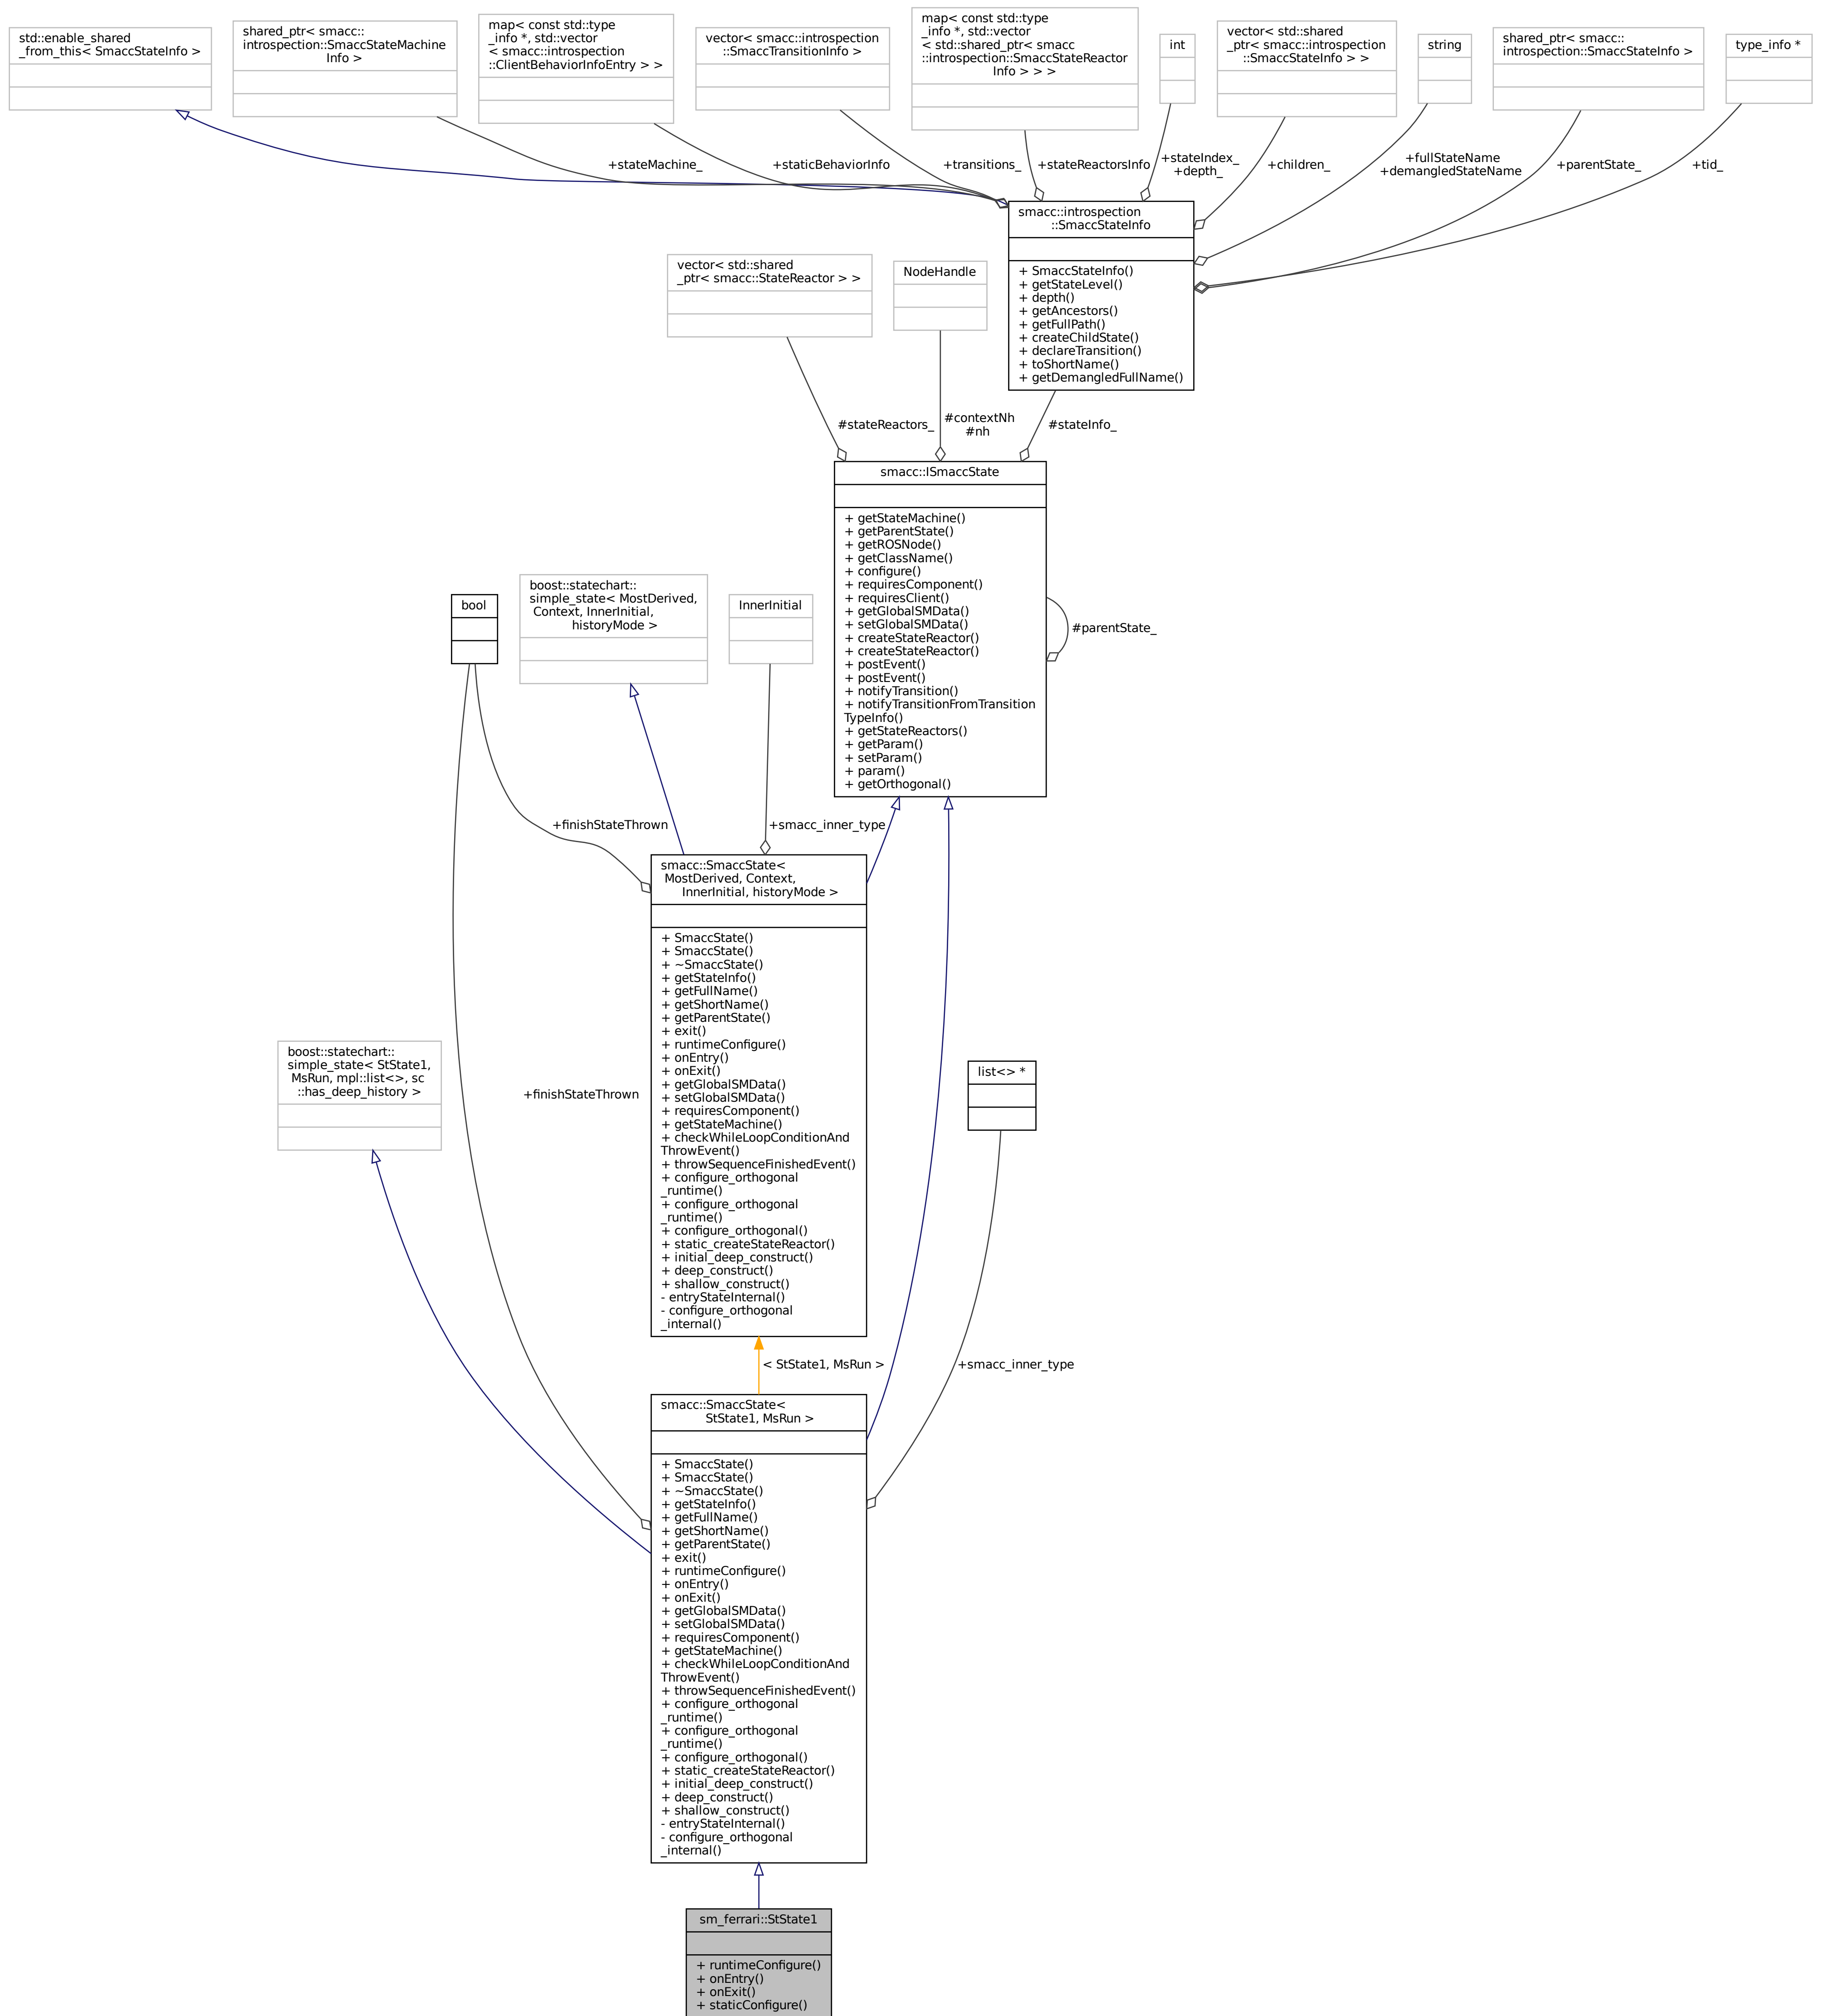 std::enable_shared
_from_this< SmaccStateInfo >
shared_ptr< smacc::
introspection::SmaccStateMachine
Info >
map< const std::type
_info *, std::vector
< smacc::introspection
::ClientBehaviorInfoEntry > >
vector< smacc::introspection
::SmaccTransitionInfo >
map< const std::type
_info *, std::vector
< std::shared_ptr< smacc
::introspection::SmaccStateReactor
Info > > >
int
vector< std::shared
_ptr< smacc::introspection
::SmaccStateInfo > >
string
shared_ptr< smacc::
introspection::SmaccStateInfo >
type_info *
+stateMachine_
+staticBehaviorInfo
+transitions_
+stateReactorsInfo
+stateIndex_
+depth_
+children_
+fullStateName
+demangledStateName
+parentState_
+tid_
smacc::introspection
::SmaccStateInfo
+ SmaccStateInfo()
+ getStateLevel()
+ depth()
+ getAncestors()
+ getFullPath()
+ createChildState()
+ declareTransition()
+ toShortName()
+ getDemangledFullName()
vector< std::shared
_ptr< smacc::StateReactor > >
NodeHandle
#stateReactors_
#contextNh
#nh
#stateInfo_
smacc::ISmaccState
+ getStateMachine()
+ getParentState()
+ getROSNode()
+ getClassName()
+ configure()
+ requiresComponent()
+ requiresClient()
+ getGlobalSMData()
+ setGlobalSMData()
+ createStateReactor()
+ createStateReactor()
+ postEvent()
+ postEvent()
+ notifyTransition()
+ notifyTransitionFromTransition
TypeInfo()
+ getStateReactors()
+ getParam()
+ setParam()
+ param()
+ getOrthogonal()
#parentState_
bool
boost::statechart::
simple_state< MostDerived,
Context, InnerInitial,
historyMode >
InnerInitial
+finishStateThrown
+smacc_inner_type
smacc::SmaccState<
MostDerived, Context,
InnerInitial, historyMode >
+ SmaccState()
+ SmaccState()
+ ~SmaccState()
+ getStateInfo()
+ getFullName()
+ getShortName()
+ getParentState()
+ exit()
+ runtimeConfigure()
+ onEntry()
+ onExit()
+ getGlobalSMData()
+ setGlobalSMData()
+ requiresComponent()
+ getStateMachine()
+ checkWhileLoopConditionAnd
ThrowEvent()
+ throwSequenceFinishedEvent()
+ configure_orthogonal
_runtime()
+ configure_orthogonal
_runtime()
+ configure_orthogonal()
+ static_createStateReactor()
+ initial_deep_construct()
+ deep_construct()
+ shallow_construct()
- entryStateInternal()
- configure_orthogonal
_internal()
boost::statechart::
simple_state< StState1,
MsRun, mpl::list<>, sc
::has_deep_history >
+finishStateThrown
list<> *
< StState1, MsRun >
+smacc_inner_type
smacc::SmaccState<
StState1, MsRun >
+ SmaccState()
+ SmaccState()
+ ~SmaccState()
+ getStateInfo()
+ getFullName()
+ getShortName()
+ getParentState()
+ exit()
+ runtimeConfigure()
+ onEntry()
+ onExit()
+ getGlobalSMData()
+ setGlobalSMData()
+ requiresComponent()
+ getStateMachine()
+ checkWhileLoopConditionAnd
ThrowEvent()
+ throwSequenceFinishedEvent()
+ configure_orthogonal
_runtime()
+ configure_orthogonal
_runtime()
+ configure_orthogonal()
+ static_createStateReactor()
+ initial_deep_construct()
+ deep_construct()
+ shallow_construct()
- entryStateInternal()
- configure_orthogonal
_internal()
sm_ferrari::StState1
+ runtimeConfigure()
+ onEntry()
+ onExit()
+ staticConfigure()